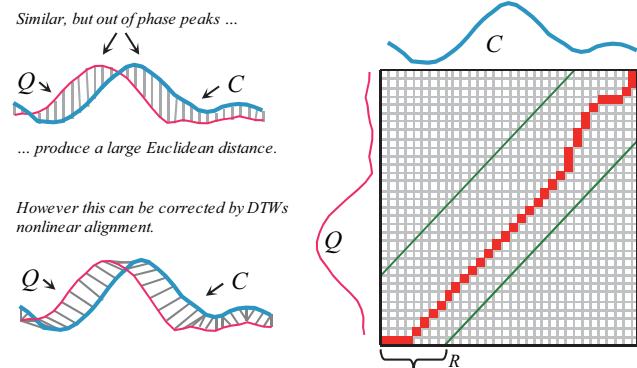 Similar, but out of phase peaks ...
Q
C
... produce a large Euclidean distance.
However this can be corrected by DTWs
nonlinear alignment.
Q
C
C
Q
R